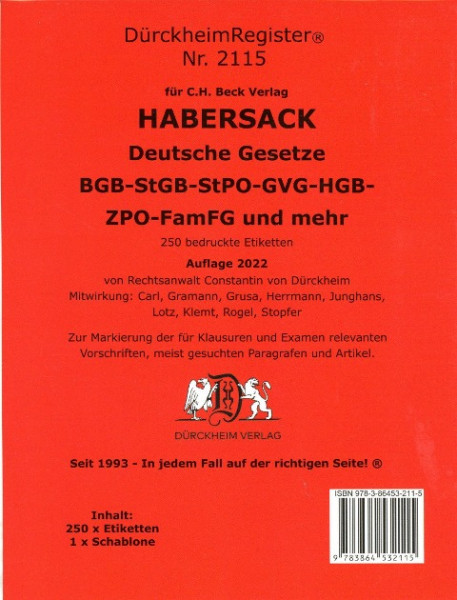 DürckheimRegister®
Nr. 2115
für C.H. Beck Verlag
HABERSACK
Deutsche Gesetze
BGB-StGB-StPO-GVG-HGB-
ZPO-FamFG und mehr
250 bedruckte Etiketten
Auflage 2022
von Rechtsanwalt Constantin von Dürckheim
Mitwirkung: Carl, Gramann, Grusa, Herrmann, Junghans,
Lotz, Klemt, Rogel, Stopfer
Zur Markierung der für Klausuren und Examen relevanten
Vorschriften, meist gesuchten Paragrafen und Artikel.
D
DÜRCKHEIM VERLAG
Seit 1993 - In jedem Fall auf der richtigen Seite! ®
Inhalt:
250 x Etiketten
1 x Schablone
ISBN 978-3-86453-211-5
9 783864 532115